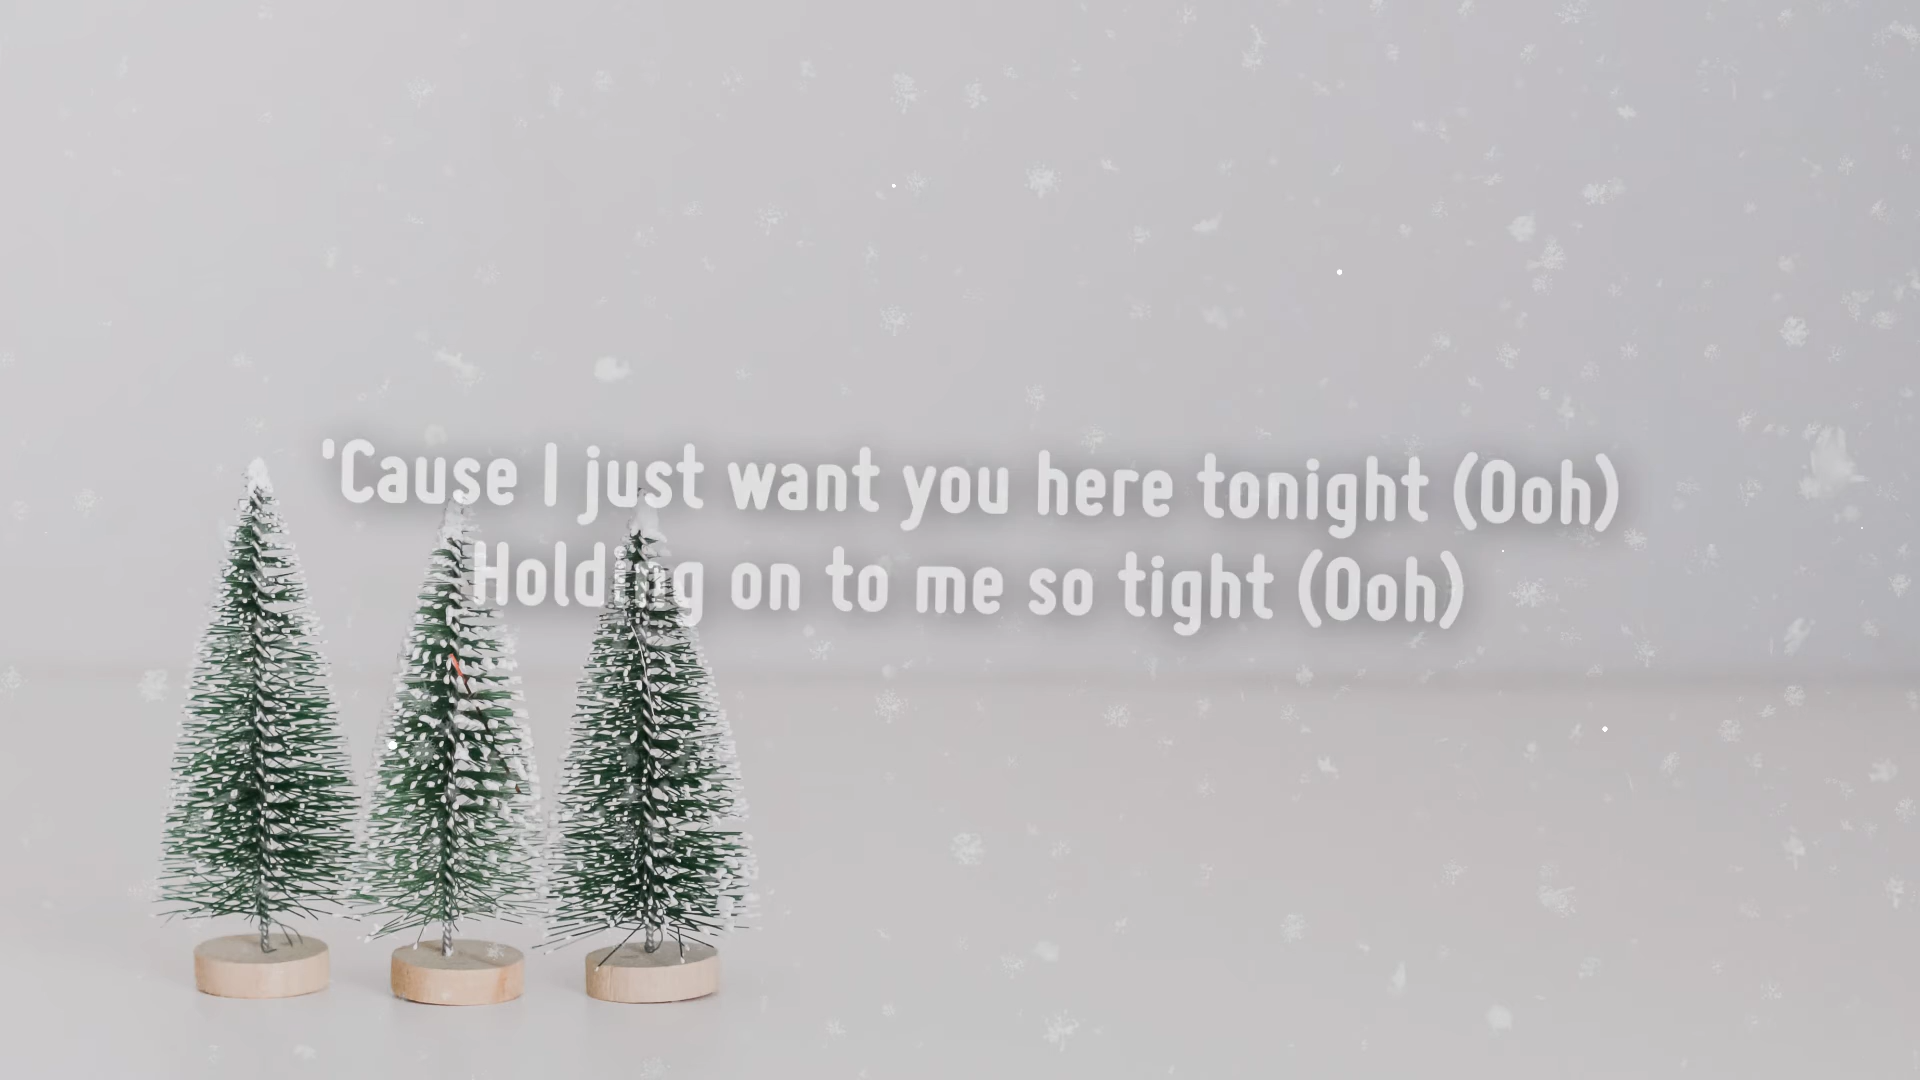 'Cause I just want you here tonight (Ooh)
Holding on to me so tight (Ooh)